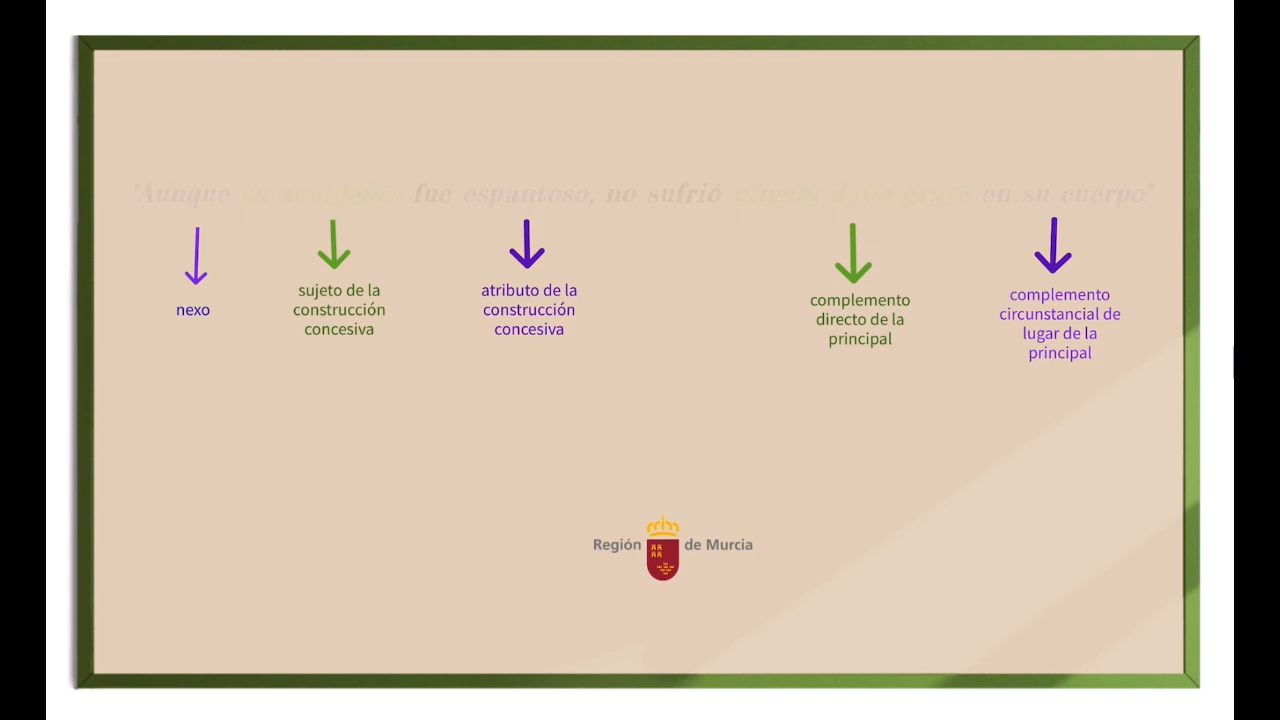 "Aunque su accidente fue espantoso, no sufrió ningún daño grave en su cuerpo"
nexo
sujeto de la
construcción
concesiva
atributo de la
construcción
concesiva
complemento
directo de la
principal
complemento
circunstancial de
lugar de la
principal
Región de Murcia